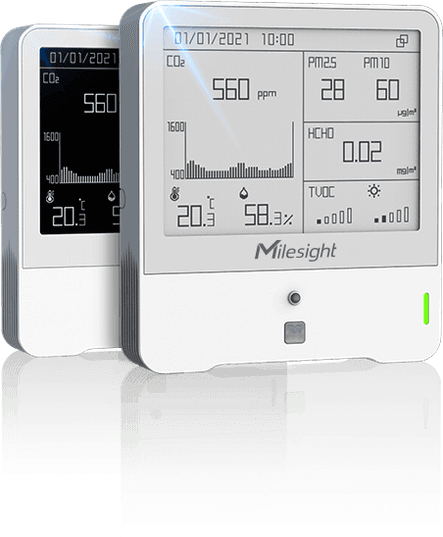 01/01/2021
CO₂
560
1600
400
20.3
01/01/2021 10:00
CO₂
560 ppm
1600
400
20.3 °C
58.3%
PM2.5
28
PM10
60
µg/m³
HCHO
0.02
mg/m³
TVOC
Milesight